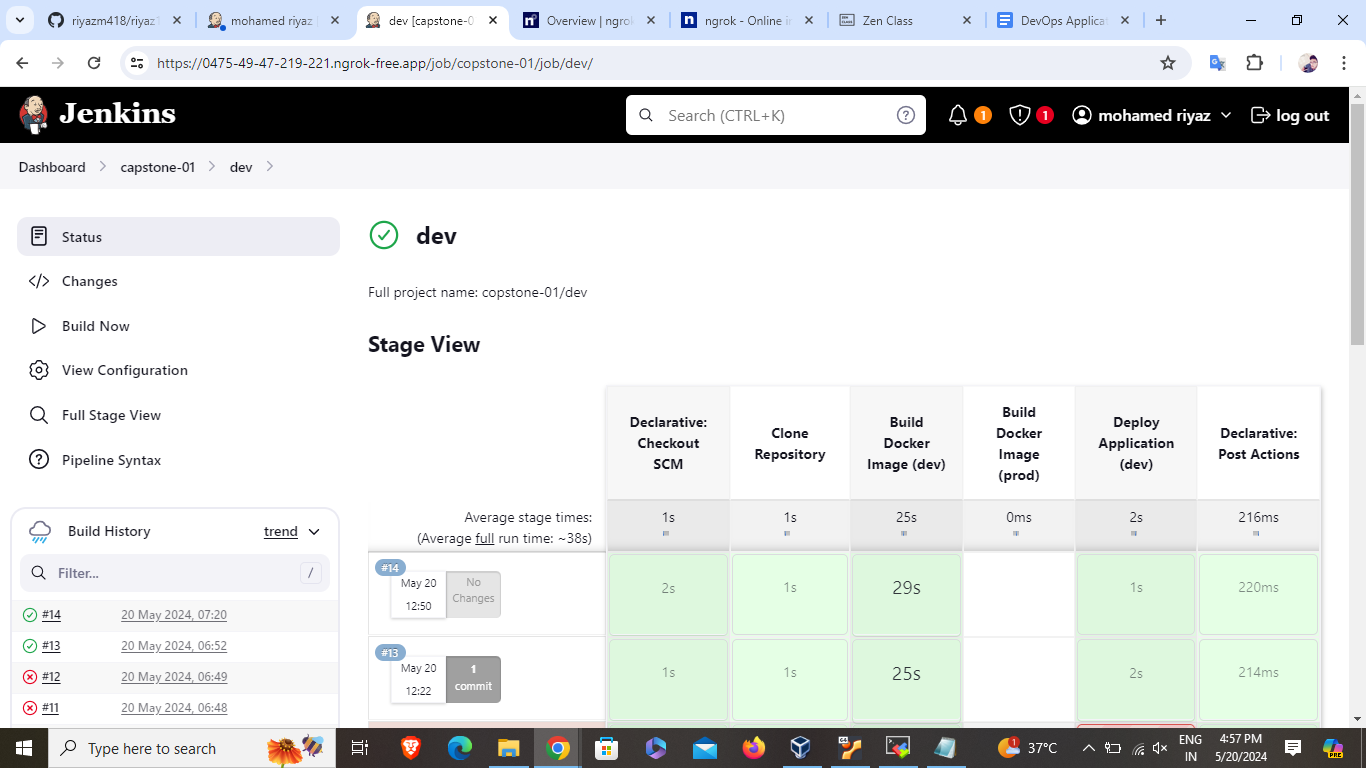 riyazm418/riyaz1
mohamed riyaz
dev [capstone-0
Overview | ngrok
ngrok - Online in
Zen Class
DevOps Applicat
https://0475-49-47-219-221.ngrok-free.app/job/copstone-01/job/dev/
Jenkins
Search (CTRL+K)
?
1
1
mohamed riyaz
log out
Dashboard
capstone-01
dev
Status
Changes
Build Now
View Configuration
Full Stage View
Pipeline Syntax
Build History
trend
Filter...
/
#14 20 May 2024, 07:20
#13 20 May 2024, 06:52
#12 20 May 2024, 06:49
#11 20 May 2024, 06:48
dev
Full project name: copstone-01/dev
Stage View
Declarative:
Checkout
SCM
Clone
Repository
Build
Docker
Image (dev)
Build
Docker
Image
(prod)
Deploy
Application
(dev)
Declarative:
Post Actions
Average stage times:
(Average full run time: ~38s)
1s
1s
25s
0ms
2s
216ms
#14
May 20
12:50
No
Changes
2s
1s
29s
1s
220ms
#13
May 20
12:22
1
commit
1s
1s
25s
2s
214ms
Type here to search
1
37°C
ENG
IN
4:57 PM
5/20/2024
PRE